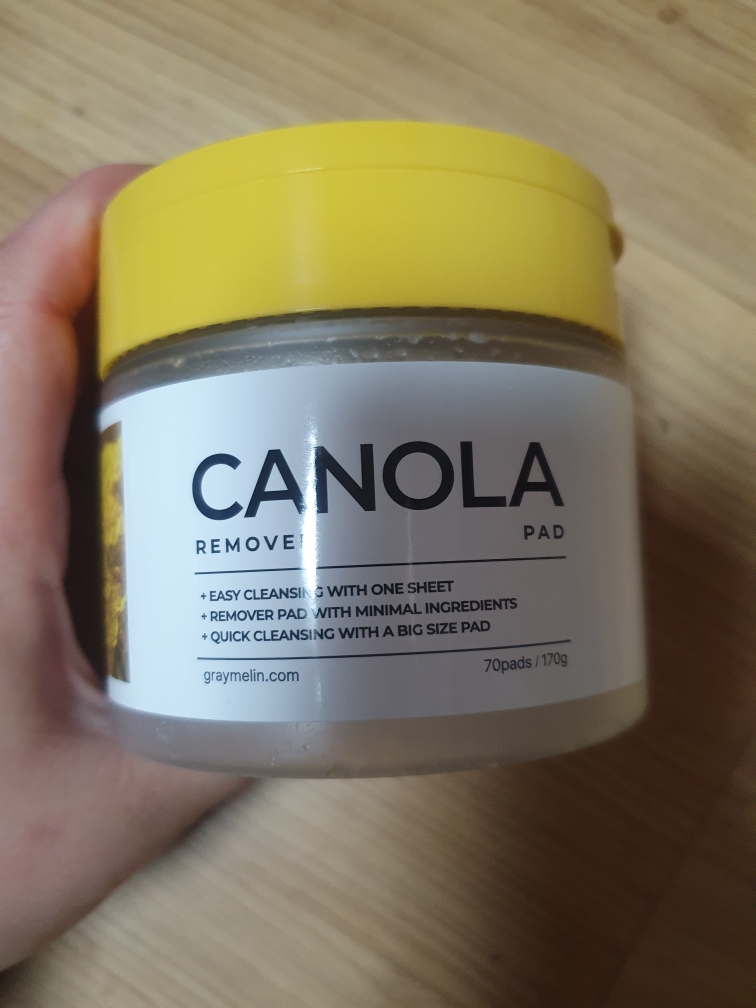 CANOLA
REMOVER PAD
+ EASY CLEANSING WITH ONE SHEET
+ REMOVER PAD WITH MINIMAL INGREDIENTS
+ QUICK CLEANSING WITH A BIG SIZE PAD
graymelin.com 70pads / 170g